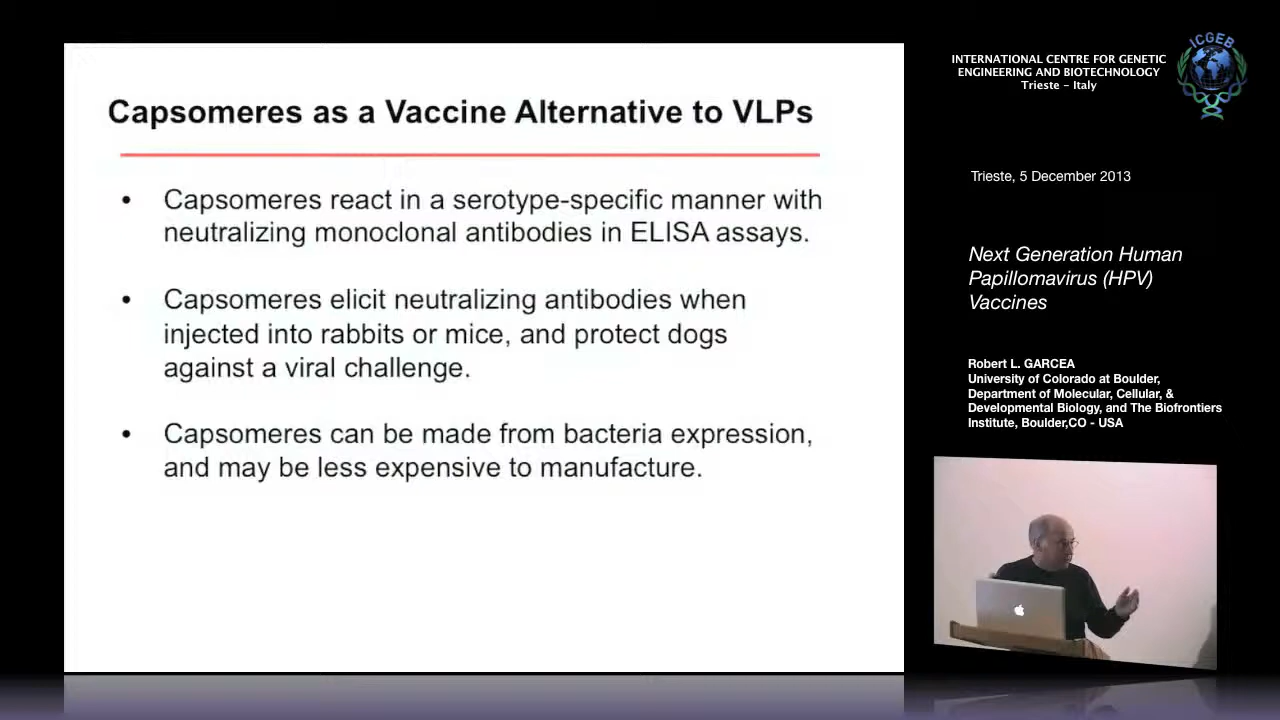 Capsomeres as a Vaccine Alternative to VLPs
• Capsomeres react in a serotype-specific manner with
neutralizing monoclonal antibodies in ELISA assays.
• Capsomeres elicit neutralizing antibodies when
injected into rabbits or mice, and protect dogs
against a viral challenge.
• Capsomeres can be made from bacteria expression,
and may be less expensive to manufacture.
INTERNATIONAL CENTRE FOR GENETIC
ENGINEERING AND BIOTECHNOLOGY
Trieste - Italy
ICGEB
Trieste, 5 December 2013
Next Generation Human
Papillomavirus (HPV)
Vaccines
Robert L. GARCEA
University of Colorado at Boulder,
Department of Molecular, Cellular, &
Developmental Biology, and The Biofrontiers
Institute, Boulder,CO - USA